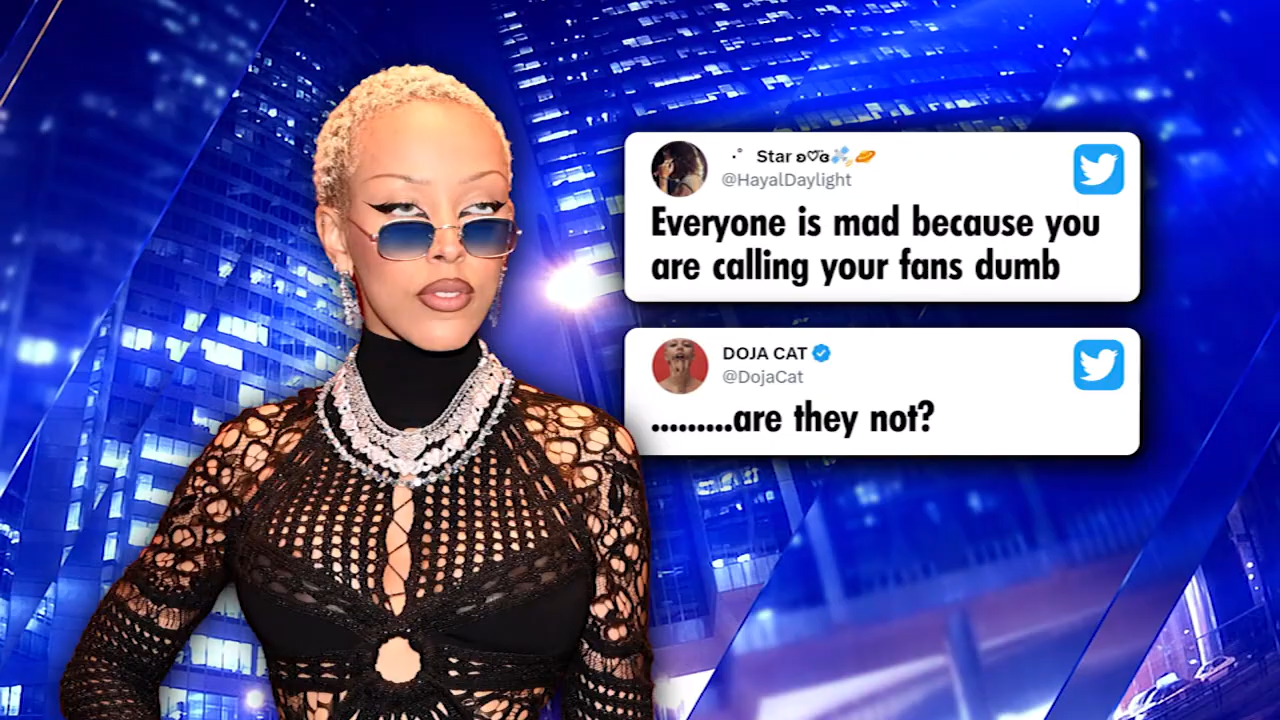 ·˚ Star ʚ♡̈ɞ💫🪐
@HayalDaylight
Everyone is mad because you
are calling your fans dumb
DOJA CAT
@DojaCat
.........are they not?